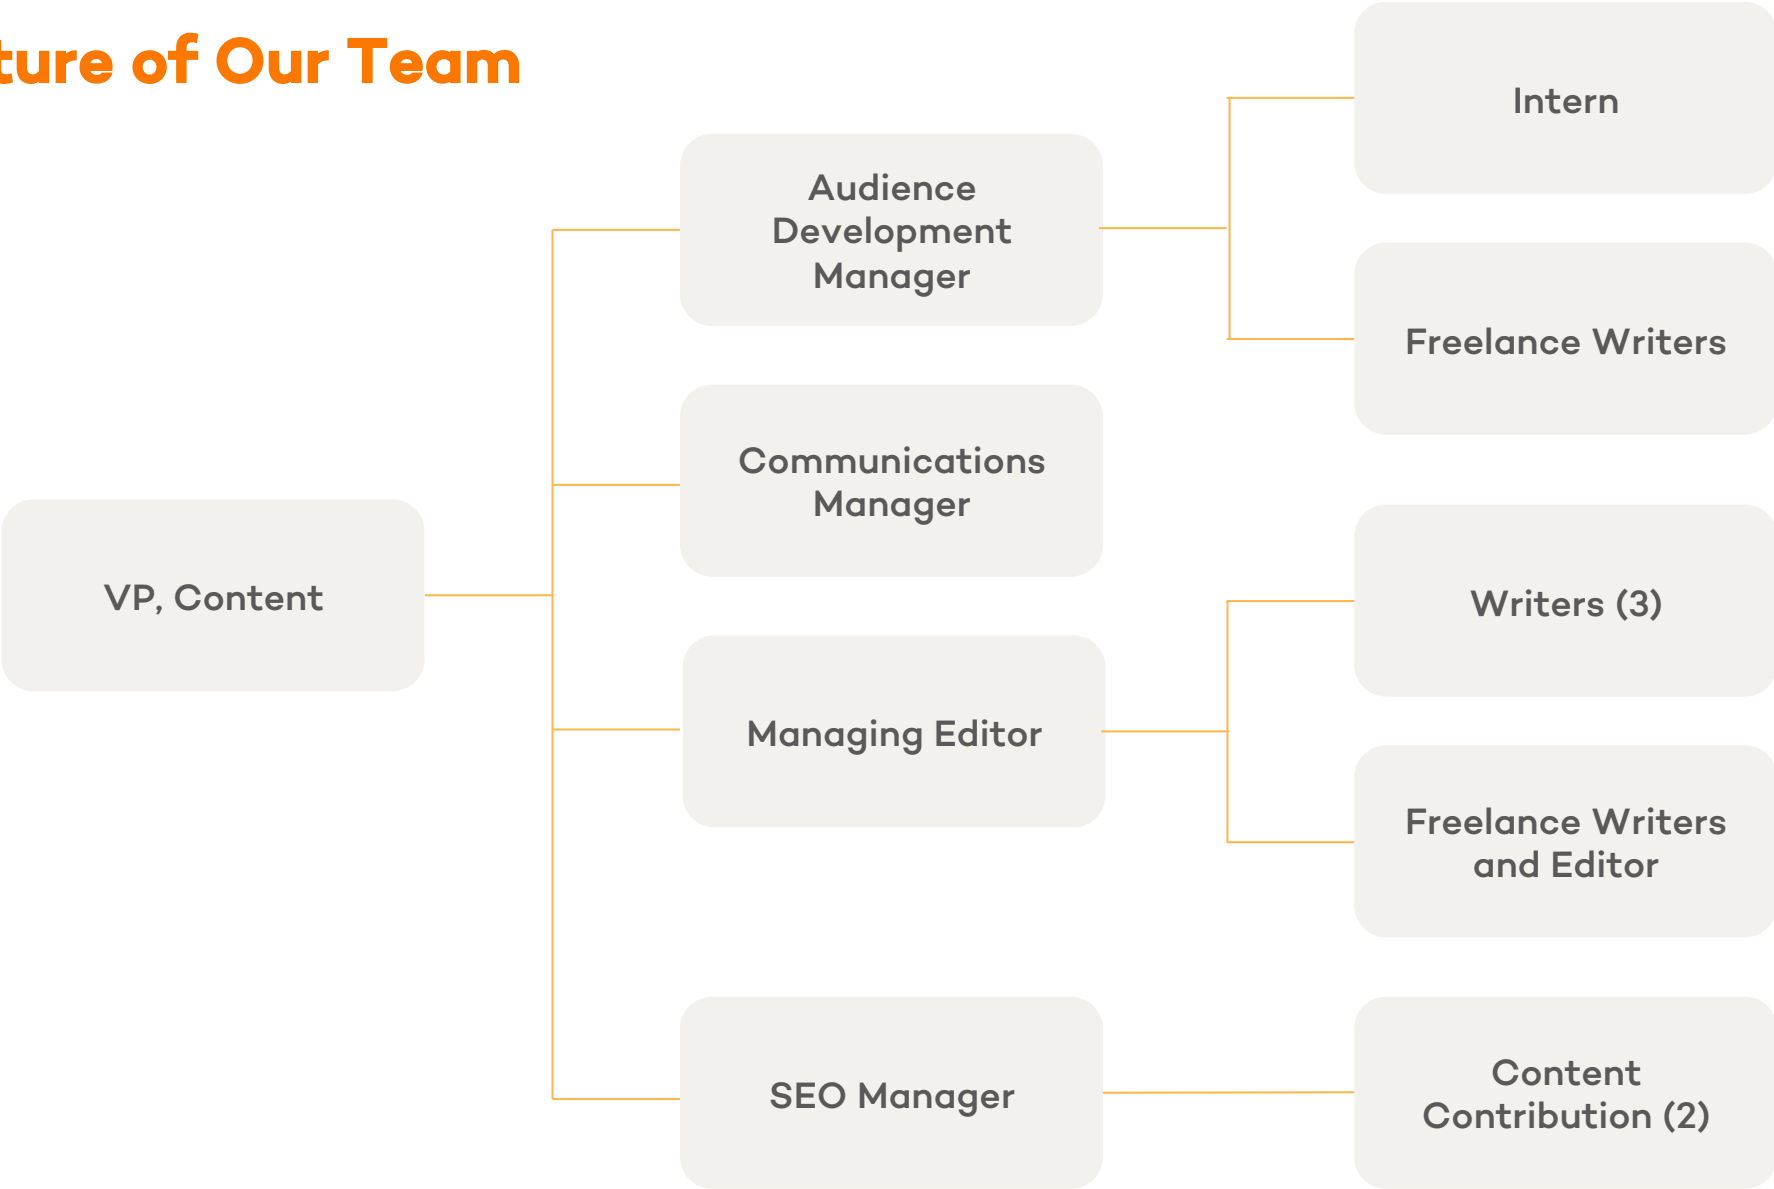 ture of Our Team
Intern
Audience
Development
Manager
Freelance Writers
Communications
Manager
VP, Content
Writers (3)
Managing Editor
Freelance Writers
and Editor
SEO Manager
Content
Contribution (2)